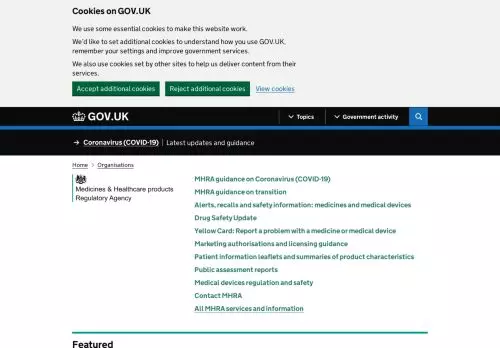 Cookies on GOV.UK
We use some essential cookies to make this website work.
We'd like to set additional cookies to understand how you use GOV.UK,
remember your settings and improve government services.
We also use cookies set by other sites to help us deliver content from their
services.
Accept additional cookies Reject additional cookies View cookies
GOV.UK Topics Government activity
→ Coronavirus (COVID-19) Latest updates and guidance
Home > Organisations
Medicines & Healthcare products
Regulatory Agency
MHRA guidance on Coronavirus (COVID-19)
MHRA guidance on transition
Alerts, recalls and safety information: medicines and medical devices
Drug Safety Update
Yellow Card: Report a problem with a medicine or medical device
Marketing authorisations and licensing guidance
Patient information leaflets and summaries of product characteristics
Public assessment reports
Medical devices regulation and safety
Contact MHRA
All MHRA services and information
Featured